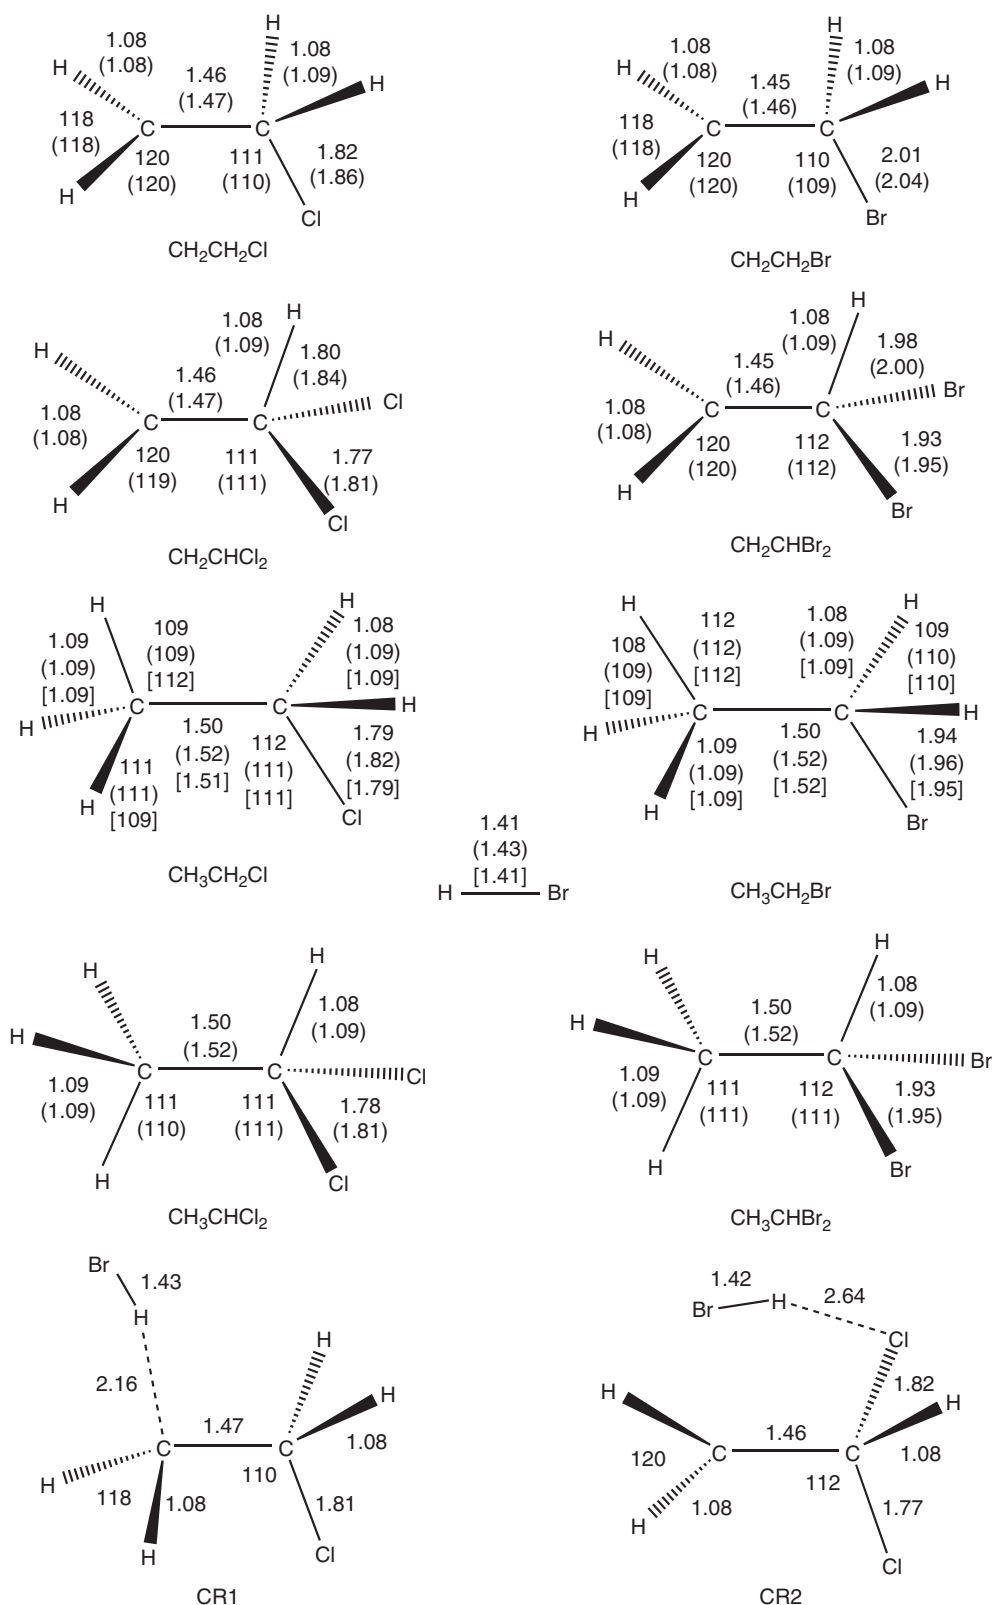 H
1.08
(1.08)
H
1.46
(1.47)
1.08
(1.09)
H
118
(118)
C
C
120
(120)
111
(110)
1.82
(1.86)
H
Cl
CH₂CH₂Cl
H
1.08
(1.08)
H
1.45
(1.46)
1.08
(1.09)
H
118
(118)
C
C
120
(120)
110
(109)
2.01
(2.04)
H
Br
CH₂CH₂Br
H
1.08
(1.09)
H
1.80
(1.84)
1.46
(1.47)
Cl
1.08
(1.08)
C
C
120
(119)
111
(111)
1.77
(1.81)
H
Cl
CH₂CHCl₂
H
1.08
(1.09)
H
1.98
(2.00)
1.45
(1.46)
Br
1.08
(1.08)
C
C
120
(120)
112
(112)
1.93
(1.95)
H
Br
CH₂CHBr₂
H
H
1.09
(1.09)
[1.09]
109
(109)
[112]
1.08
(1.09)
[1.09]
H
C
C
H
1.50
(1.52)
[1.51]
112
(111)
[111]
1.79
(1.82)
[1.79]
H
111
(111)
[109]
Cl
CH₃CH₂Cl
H
H
108
(109)
[109]
112
(112)
[112]
1.08
(1.09)
[1.09]
109
(110)
[110]
H
C
C
H
1.09
(1.09)
[1.09]
1.50
(1.52)
[1.52]
1.94
(1.96)
[1.95]
H
Br
CH₃CH₂Br
1.41
(1.43)
[1.41]
H
Br
H
H
H
1.50
(1.52)
1.08
(1.09)
C
C
Cl
1.09
(1.09)
111
(110)
111
(111)
1.78
(1.81)
H
Cl
CH₃CHCl₂
H
H
H
1.50
(1.52)
1.08
(1.09)
C
C
Br
1.09
(1.09)
111
(111)
112
(111)
1.93
(1.95)
H
Br
CH₃CHBr₂
Br
1.43
H
H
2.16
H
1.47
C
C
1.08
H
118
1.08
110
1.81
H
Cl
CR1
1.42
Br
H
2.64
Cl
H
1.82
H
1.46
120
C
C
1.08
H
1.08
112
1.77
Cl
CR2